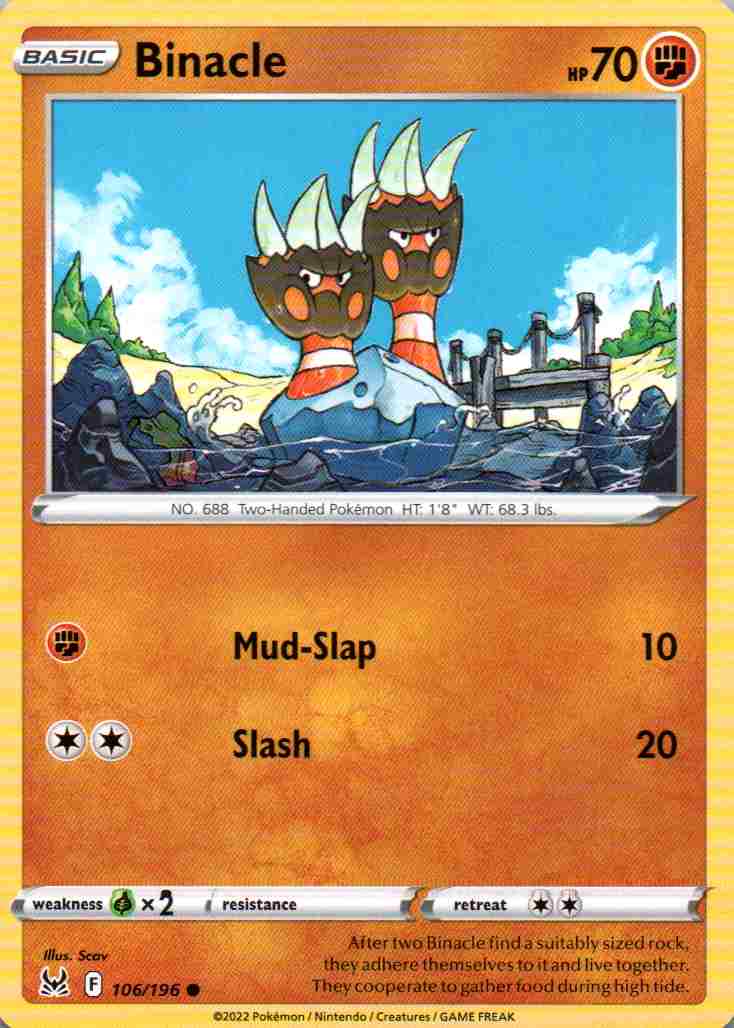 BASIC Binacle HP70
NO. 688 Two-Handed Pokémon HT: 1'8" WT: 68.3 lbs.
Mud-Slap 10
Slash 20
weakness ×2 resistance retreat
Illus. Scav
After two Binacle find a suitably sized rock,
they adhere themselves to it and live together.
They cooperate to gather food during high tide.
F 106/196
©2022 Pokémon / Nintendo / Creatures / GAME FREAK